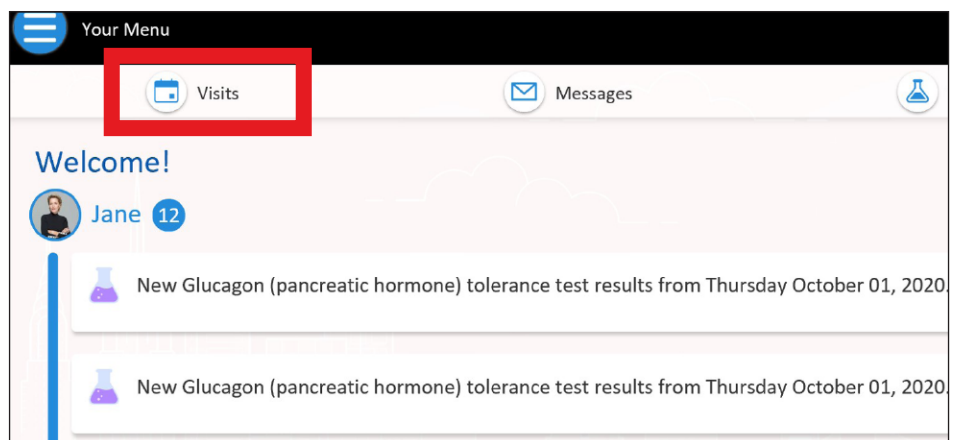 Your Menu
Visits
Messages
Welcome!
Jane 12
New Glucagon (pancreatic hormone) tolerance test results from Thursday October 01, 2020.
New Glucagon (pancreatic hormone) tolerance test results from Thursday October 01, 2020.